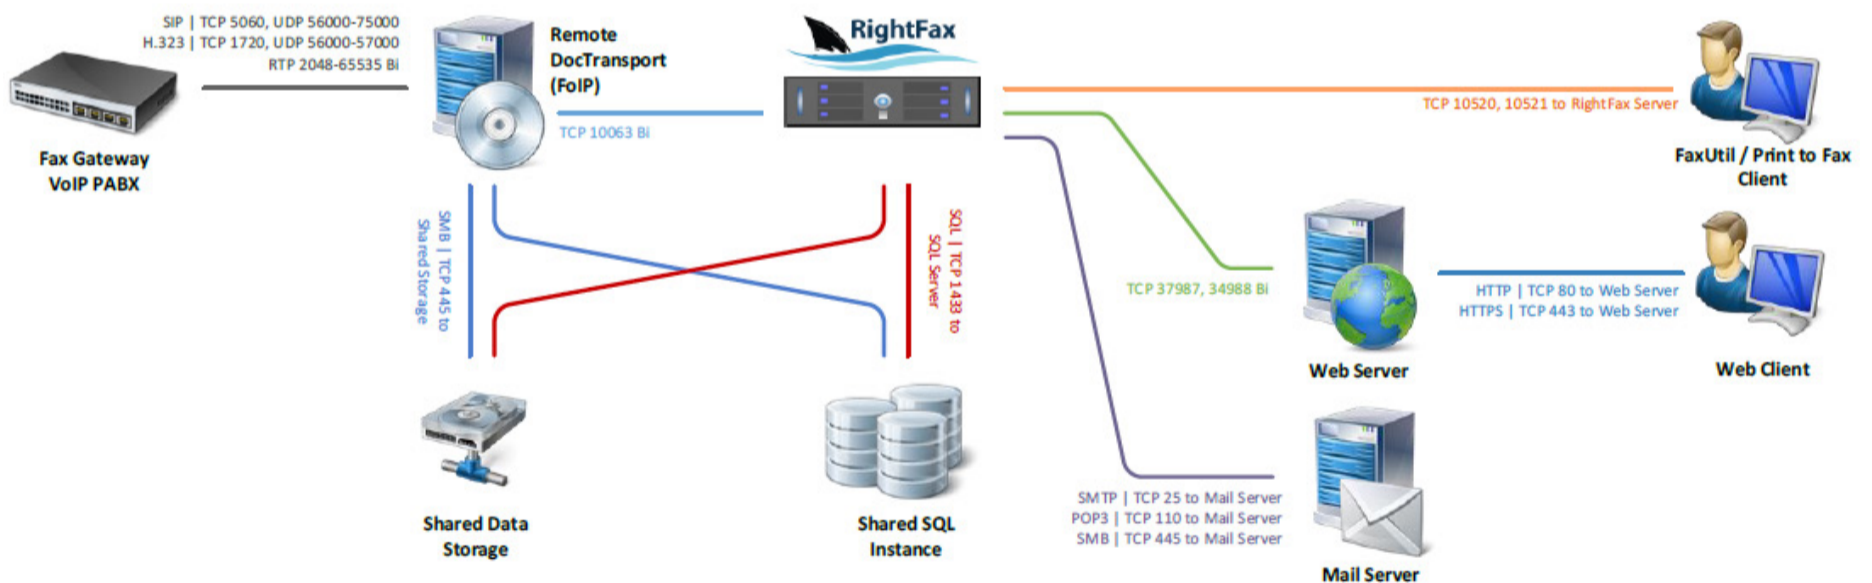 SIP | TCP 5060, UDP 56000-75000
H.323 | TCP 1720, UDP 56000-57000
RTP 2048-65535 Bi
Fax Gateway
VoIP PABX
Remote
DocTransport
(FoIP)
TCP 10063 Bi
RightFax
TCP 10520, 10521 to RightFax Server
FaxUtil / Print to Fax
Client
SMB | TCP 445 to
Shared Storage
SQL | TCP 1433 to
SQL Server
TCP 37987, 34988 Bi
Web Server
HTTP | TCP 80 to Web Server
HTTPS | TCP 443 to Web Server
Web Client
Shared Data
Storage
Shared SQL
Instance
SMTP | TCP 25 to Mail Server
POP3 | TCP 110 to Mail Server
SMB | TCP 445 to Mail Server
Mail Server